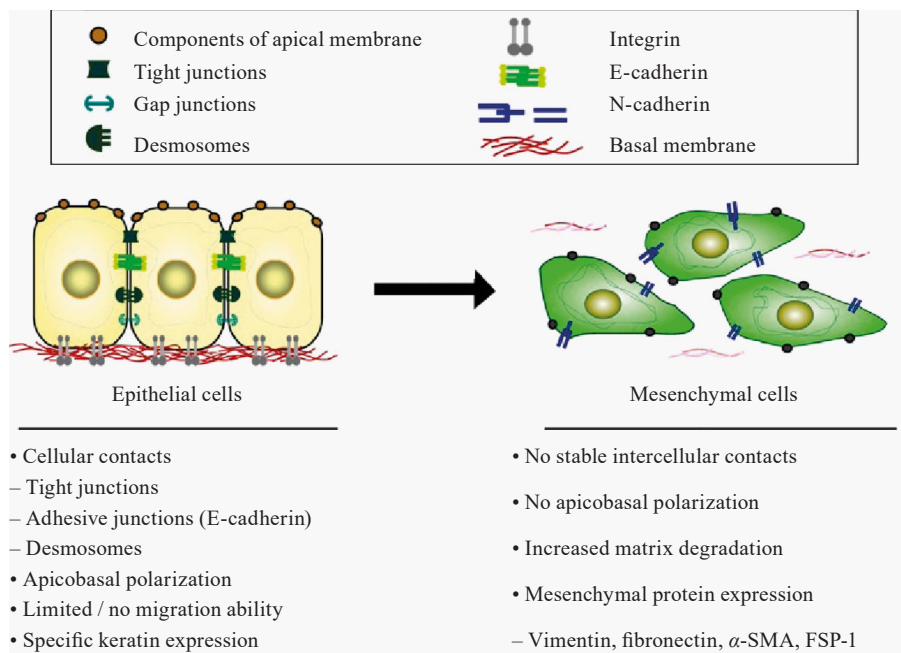 Components of apical membrane
Tight junctions
Gap junctions
Desmosomes
Integrin
E-cadherin
N-cadherin
Basal membrane
Epithelial cells
• Cellular contacts
– Tight junctions
– Adhesive junctions (E-cadherin)
– Desmosomes
• Apicobasal polarization
• Limited / no migration ability
• Specific keratin expression
Mesenchymal cells
• No stable intercellular contacts
• No apicobasal polarization
• Increased matrix degradation
• Mesenchymal protein expression
– Vimentin, fibronectin, α-SMA, FSP-1